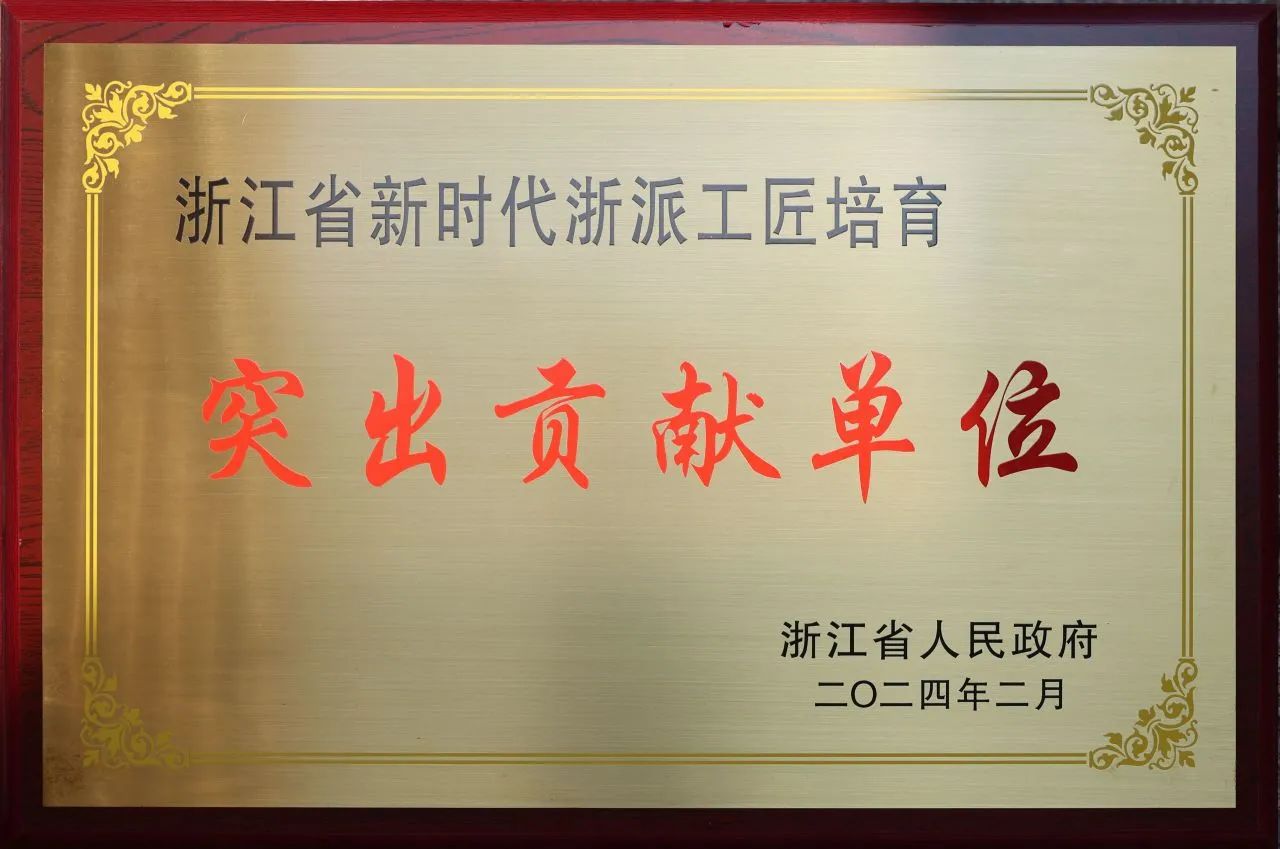 浙江省新时代浙派工匠培育
突出贡献单位
浙江省人民政府
二〇二四年二月